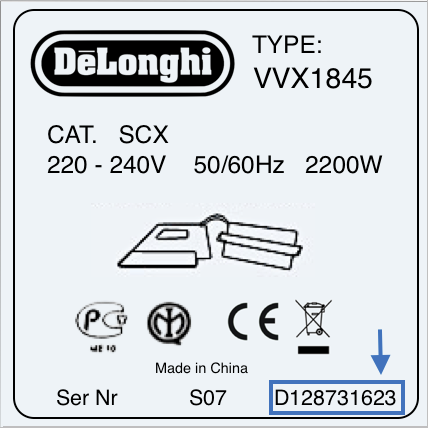 DeLonghi
TYPE:
VVX1845
CAT. SCX
220 - 240V 50/60Hz 2200W
ME 10
Made in China
Ser Nr S07 D128731623